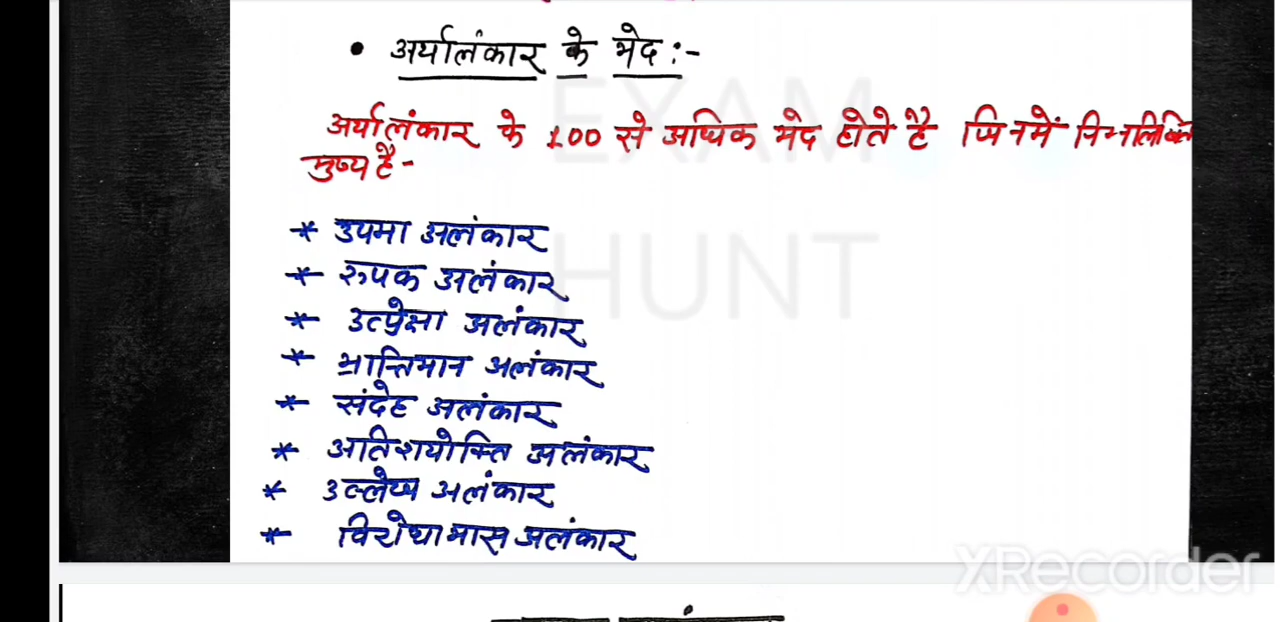 • अर्थालंकार के भेद :-
अर्थालंकार के 100 से अधिक भेद होते है जिनमें निम्नलिखित
मुख्य है -
* उपमा अलंकार
* रुपक अलंकार
* उत्प्रेक्षा अलंकार
* भ्रान्तिमान अलंकार
* संदेह अलंकार
* अतिशयोक्ति अलंकार
* उल्लेख अलंकार
* विरोधाभास अलंकार
EXAM
HUNT
XRecorder